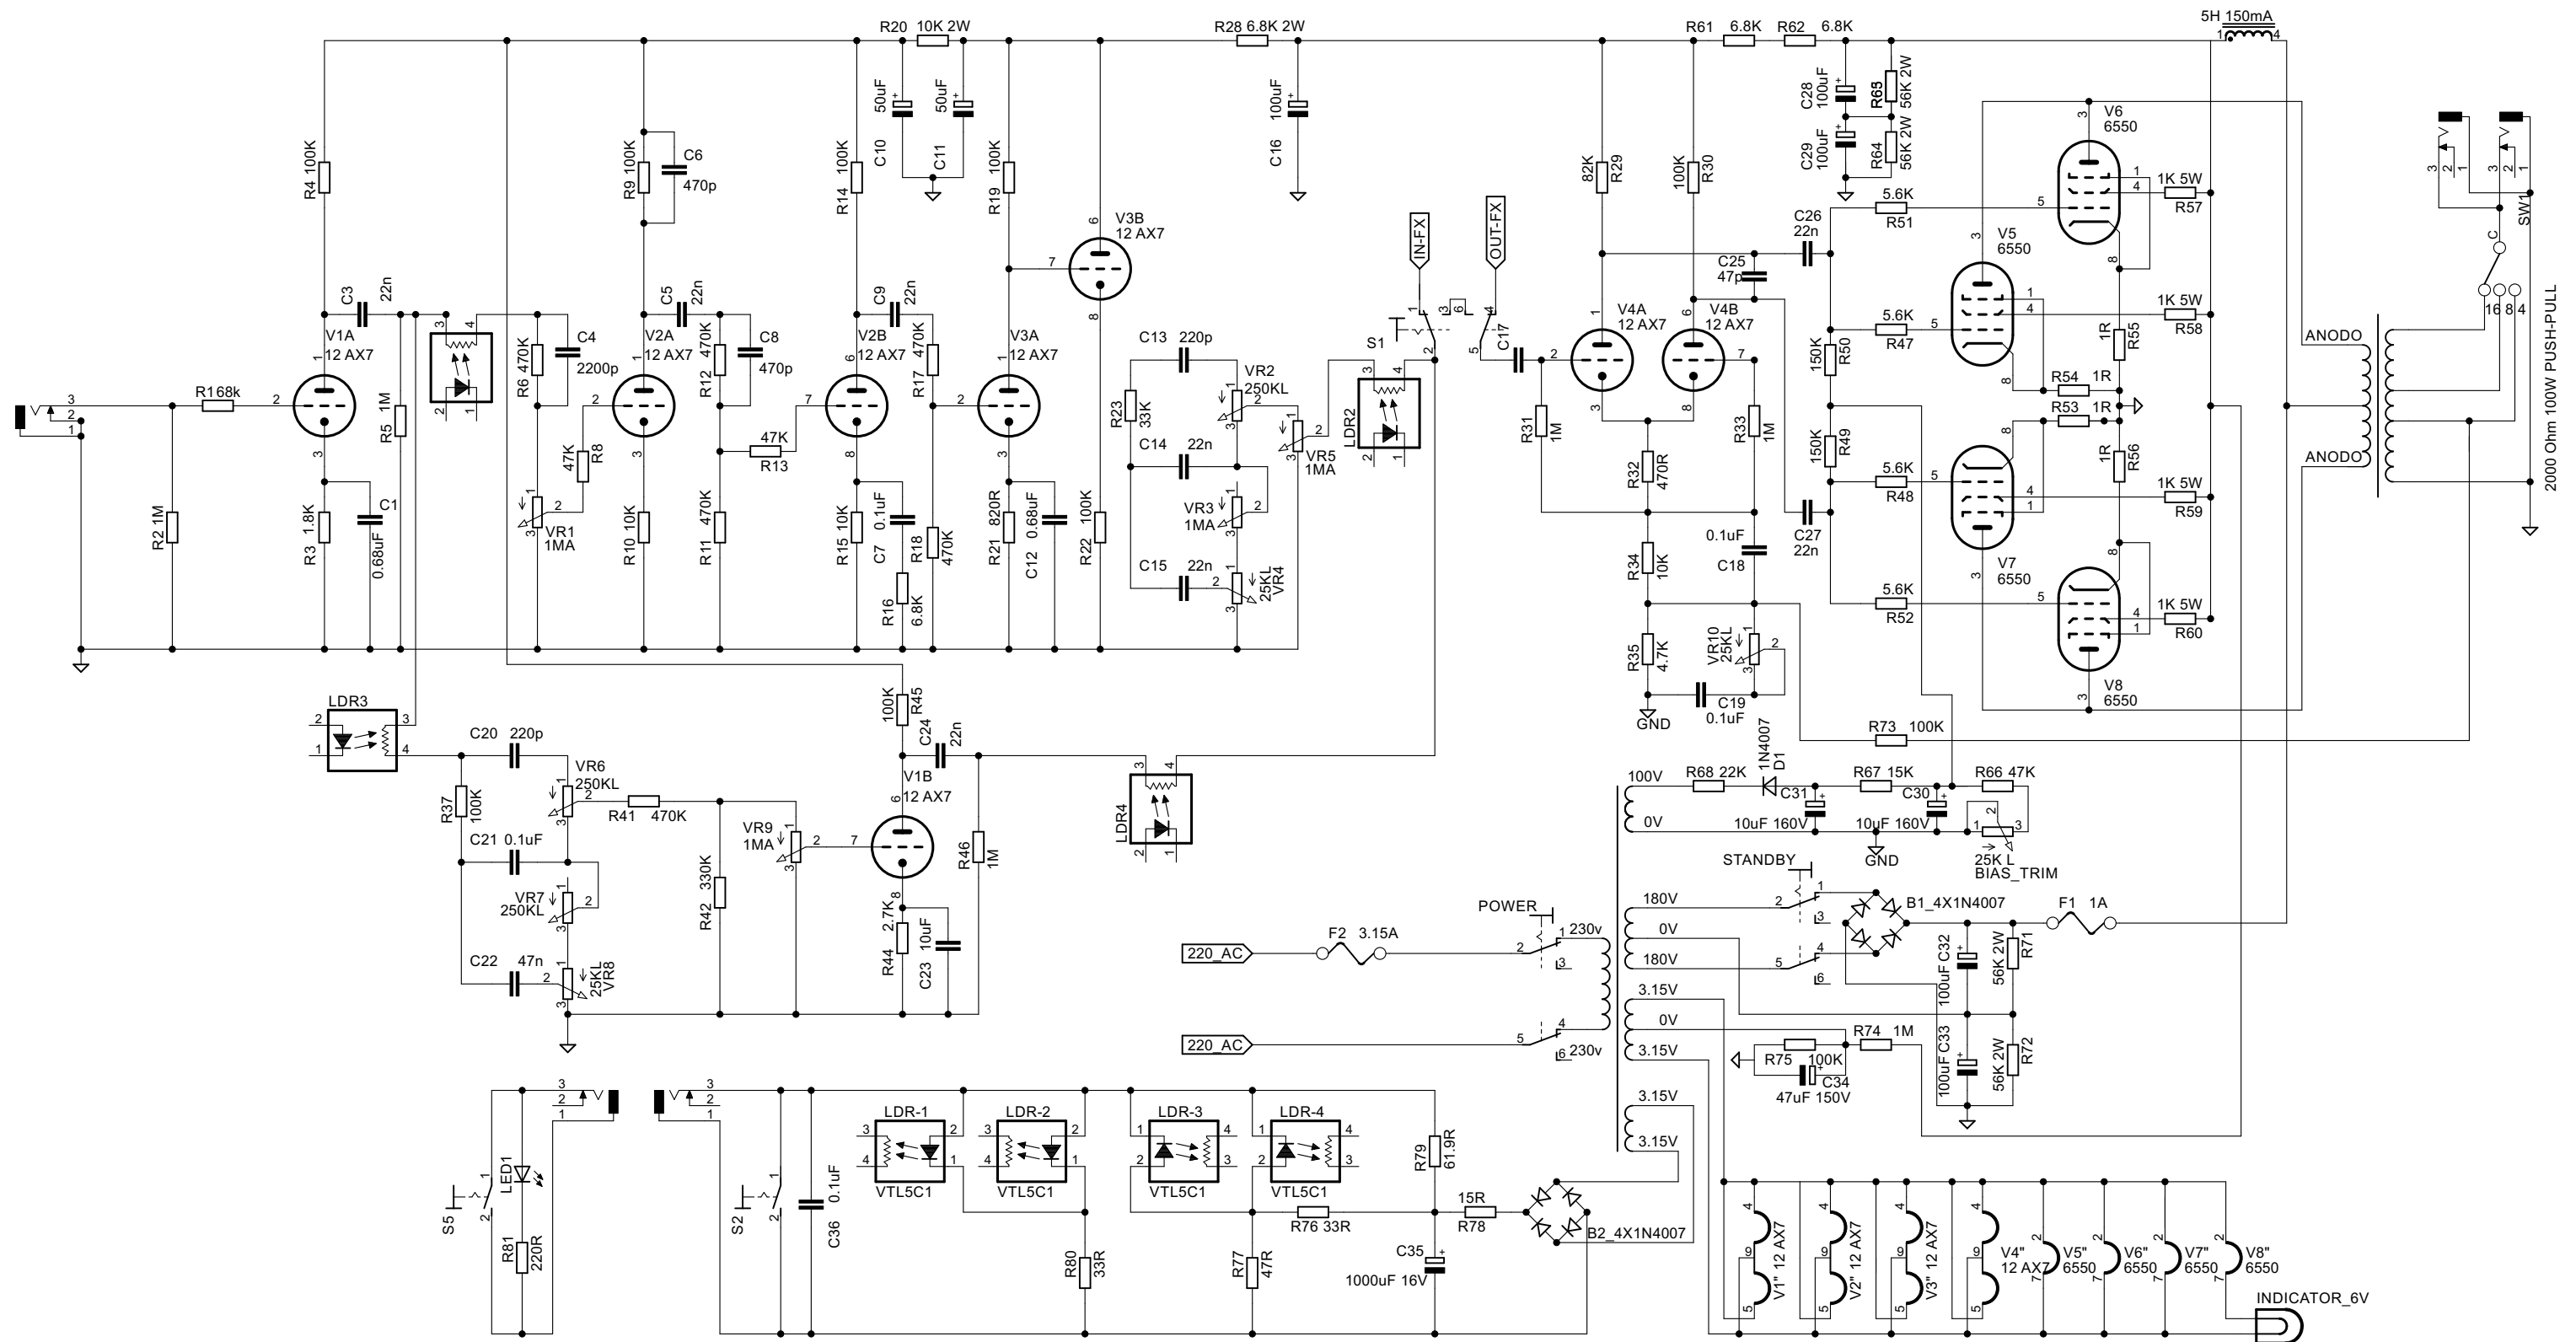 R20 10K 2W
R28 6.8K 2W
R61 6.8K
R62 6.8K
5H 150mA
1 4
R4 100K
R9 100K
C6
470p
R14 100K
50uF
C10
50uF
C11
R19 100K
100uF
C16
82K
R29
100K
R30
C28
100uF
C29
100uF
56K 2W
R64
56K 2W
V6
6550
V3B
12 AX7
IN-FX
OUT-FX
C26
22n
5.6K
R51
V5
6550
1K 5W
R57
SW1
C
16 8 4
C3
22n
V1A
12 AX7
R5 1M
R6 470K
C4
2200p
C5
22n
V2A
12 AX7
R12 470K
C8
470p
C9
22n
V2B
12 AX7
R17 470K
V3A
12 AX7
C13 220p
R23
33K
VR2
250KL
S1
LDR2
C17
V4A
12 AX7
C25
47p
V4B
12 AX7
5.6K
R47
150K
R50
1K 5W
R58
1R
R55
R54 1R
ANODO
R168k
R2 1M
R3 1.8K
C1
0.68uF
VR1
1MA
47K
R8
R10 10K
47K
R13
R11 470K
R15 10K
C7 0.1uF
R16
6.8K
R18
470K
R21 820R
C12 0.68uF
R22 100K
C14 22n
VR3
1MA
C15 22n
25KL
VR4
VR5
1MA
R31
1M
R32
470R
R33
1M
R53 1R
150K
R49
5.6K
R48
1R
R56
ANODO
1K 5W
R59
2000 Ohm 100W PUSH-PULL
R34
10K
0.1uF
C18
C27
22n
V7
6550
5.6K
R52
1K 5W
R60
R35
4.7K
VR10
25KL
C19
0.1uF
GND
V8
6550
R73 100K
LDR3
C20 220p
VR6
250KL
R37
100K
R41 470K
C21 0.1uF
VR7
250KL
C22 47n
25KL
VR8
R42 330K
VR9
1MA
100K
R45
C24
22n
V1B
12 AX7
R44 2.7K
C23 10uF
R46
1M
LDR4
100V
0V
R68 22K
1N4007
D1
C31
10uF 160V
R67 15K
C30
10uF 160V
R66 47K
GND
25K L
BIAS_TRIM
STANDBY
POWER
180V
0V
180V
B1_4X1N4007
F1 1A
220_AC
F2 3.15A
230v
3.15V
0V
3.15V
100uF C32
56K 2W
R71
220_AC
230v
R75 100K
R74 1M
C34
47uF 150V
100uF C33
56K 2W
R72
3.15V
3.15V
S5
LED1
R81
220R
S2
C36 0.1uF
LDR-1
VTL5C1
LDR-2
VTL5C1
LDR-3
VTL5C1
LDR-4
VTL5C1
R79
61.9R
R80
33R
R77
47R
R76 33R
15R
R78
C35
1000uF 16V
B2_4X1N4007
V1" 12 AX7
V2" 12 AX7
V3" 12 AX7
V4"
12 AX7
V5"
6550
V6"
6550
V7"
6550
V8"
6550
INDICATOR_6V